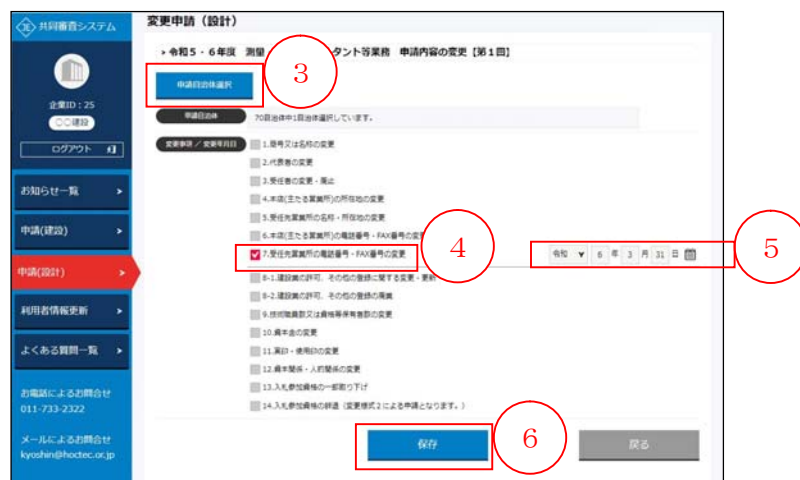 共同審査システム
企業ID：25
〇〇建設
ログアウト
お知らせ一覧
申請(建設)
申請(設計)
利用者情報更新
よくある質問一覧
お電話によるお問合せ
011-733-2322
メールによるお問合せ
kyoshin@hoctec.or.jp
変更申請（設計）
令和５・６年度 測量 タント等業務 申請内容の変更【第１回】
③
申請自治体選択
申請自治体 70自治体中1自治体選択しています。
変更事項／変更年月日 1.商号又は名称の変更
2.代表者の変更
3.受任者の変更・廃止
4.本店(主たる営業所)の所在地の変更
5.受任先営業所の名称・所在地の変更
6.本店(主たる営業所)の電話番号・FAX番号の変更
7.受任先営業所の電話番号・FAX番号の変更 ④ 令和 6 年 3 月 31 日 ⑤
8-1.建設業の許可、その他の登録に関する変更・更新
8-2.建設業の許可、その他の登録の廃業
9.技術職員数又は資格等保有者数の変更
10.資本金の変更
11.実印・使用印の変更
12.資本関係・人的関係の変更
13.入札参加資格の一部取り下げ
14.入札参加資格の辞退（変更様式２による申請となります。）
保存 ⑥ 戻る